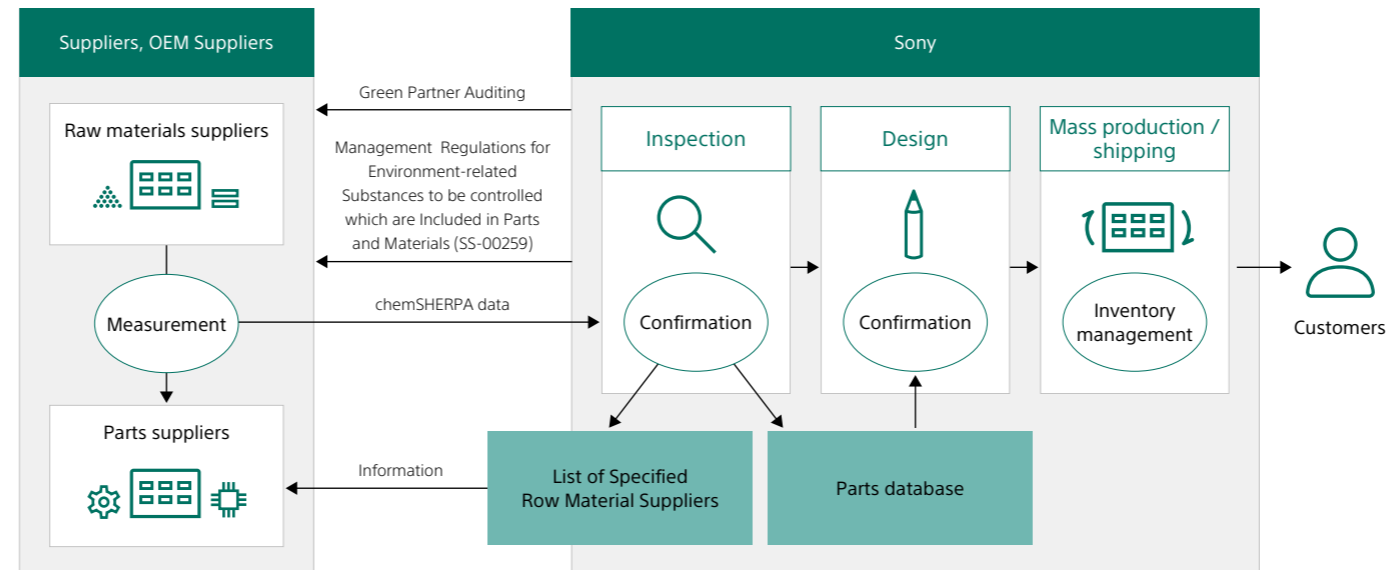 Suppliers, OEM Suppliers
Sony
Raw materials suppliers
Measurement
Parts suppliers
Green Partner Auditing
Management Regulations for
Environment-related
Substances to be controlled
which are Included in Parts
and Materials (SS-00259)
chemSHERPA data
Information
Inspection
Confirmation
Design
Confirmation
Mass production /
shipping
Inventory
management
Customers
List of Specified
Row Material Suppliers
Parts database